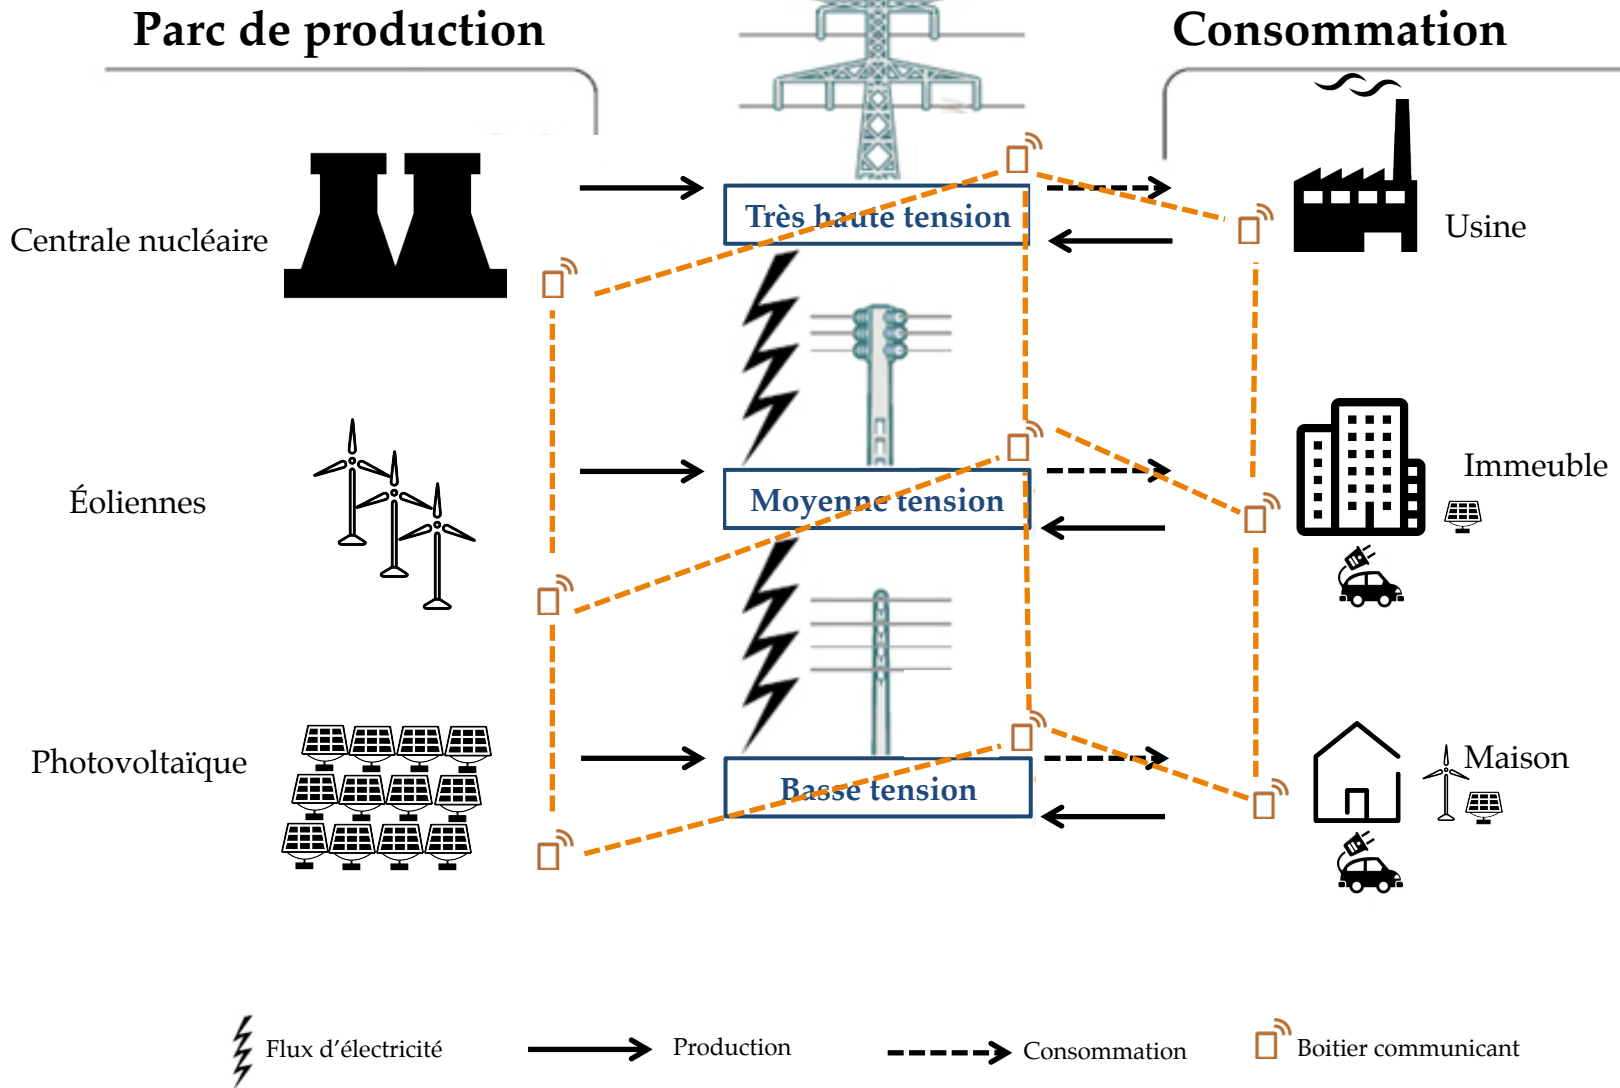 Parc de production
Consommation
Très haute tension
Centrale nucléaire
Usine
Moyenne tension
Éoliennes
Immeuble
Basse tension
Photovoltaïque
Maison
Flux d'électricité
Production
Consommation
Boitier communicant